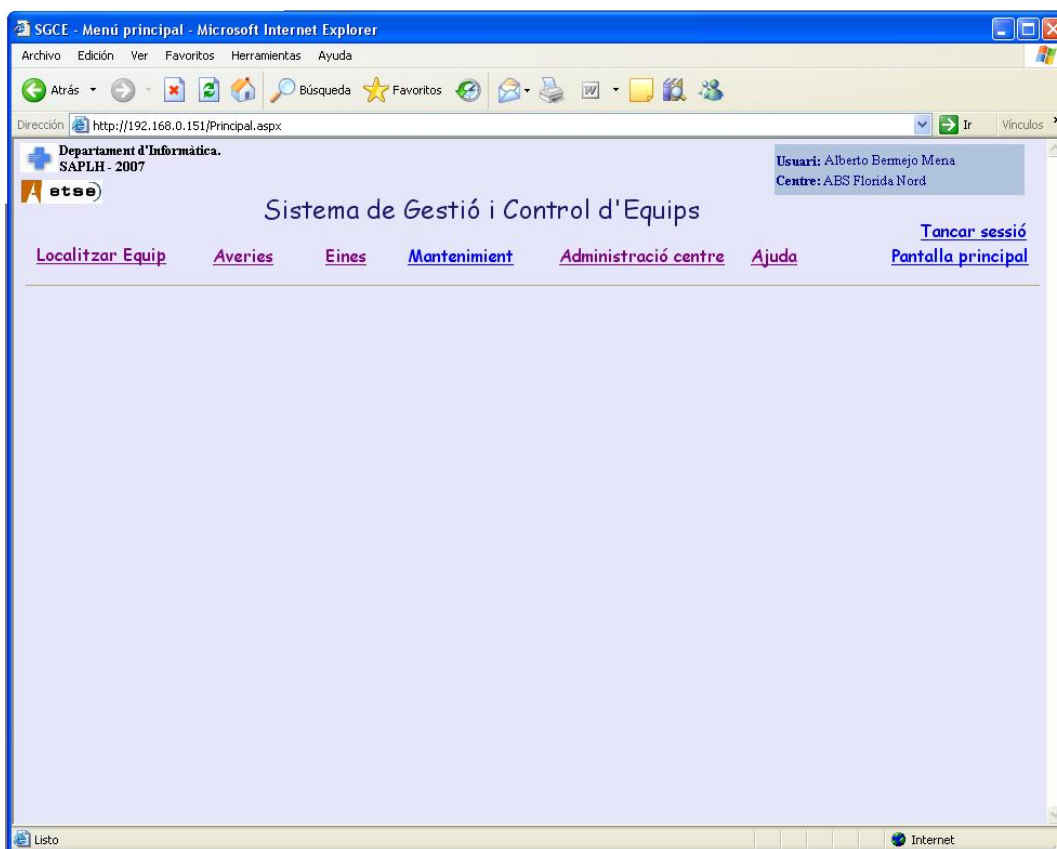 SGCE - Menú principal - Microsoft Internet Explorer
Archivo Edición Ver Favoritos Herramientas Ayuda
Atrás Búsqueda Favoritos
Dirección http://192.168.0.151/Principal.aspx Ir Vínculos »
Departament d'Informàtica.
SAPLH - 2007
etse)
Usuari: Alberto Bermejo Mena
Centre: ABS Florida Nord
Sistema de Gestió i Control d'Equips
Tancar sessió
Localitzar Equip Averies Eines Mantenimient Administració centre Ajuda Pantalla principal
Listo Internet